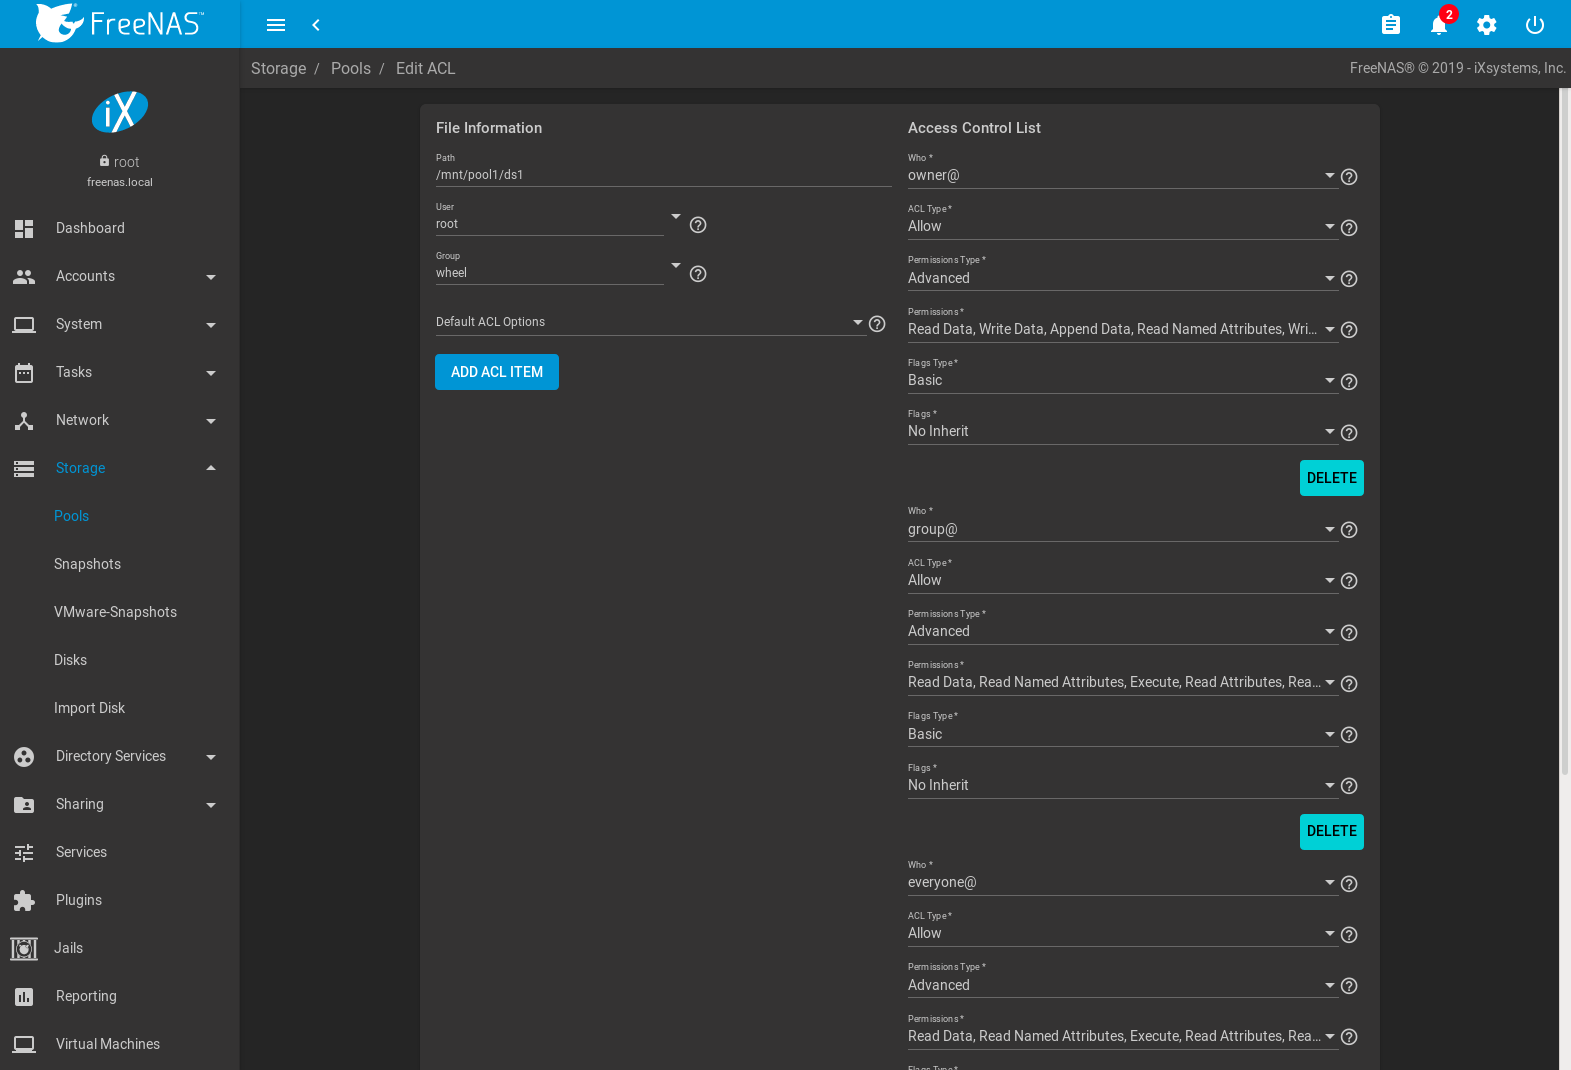 FreeNAS™
2
Storage / Pools / Edit ACL
FreeNAS® © 2019 - iXsystems, Inc.
iX
root
freenas.local
Dashboard
Accounts
System
Tasks
Network
Storage
Pools
Snapshots
VMware-Snapshots
Disks
Import Disk
Directory Services
Sharing
Services
Plugins
Jails
Reporting
Virtual Machines
File Information
Path
/mnt/pool1/ds1
User
root
Group
wheel
Default ACL Options
ADD ACL ITEM
Access Control List
Who *
owner@
ACL Type *
Allow
Permissions Type *
Advanced
Permissions *
Read Data, Write Data, Append Data, Read Named Attributes, Wri...
Flags Type *
Basic
Flags *
No Inherit
DELETE
Who *
group@
ACL Type *
Allow
Permissions Type *
Advanced
Permissions *
Read Data, Read Named Attributes, Execute, Read Attributes, Rea...
Flags Type *
Basic
Flags *
No Inherit
DELETE
Who *
everyone@
ACL Type *
Allow
Permissions Type *
Advanced
Permissions *
Read Data, Read Named Attributes, Execute, Read Attributes, Rea...
Flags Type *